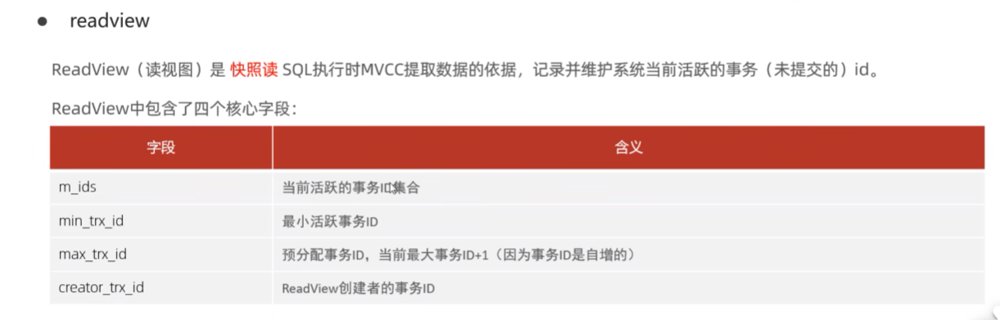 readview
ReadView（读视图）是 快照读 SQL执行时MVCC提取数据的依据，记录并维护系统当前活跃的事务（未提交的）id。
ReadView中包含了四个核心字段：
字段 含义
m_ids 当前活跃的事务ID集合
min_trx_id 最小活跃事务ID
max_trx_id 预分配事务ID，当前最大事务ID+1（因为事务ID是自增的）
creator_trx_id ReadView创建者的事务ID